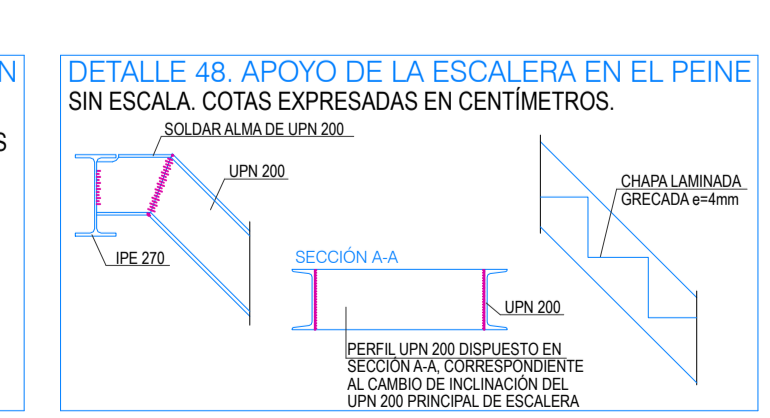 N
S
DETALLE 48. APOYO DE LA ESCALERA EN EL PEINE
SIN ESCALA. COTAS EXPRESADAS EN CENTÍMETROS.
SOLDAR ALMA DE UPN 200
UPN 200
IPE 270
SECCIÓN A-A
UPN 200
PERFIL UPN 200 DISPUESTO EN
SECCIÓN A-A, CORRESPONDIENTE
AL CAMBIO DE INCLINACIÓN DEL
UPN 200 PRINCIPAL DE ESCALERA
CHAPA LAMINADA
GRECADA e=4mm